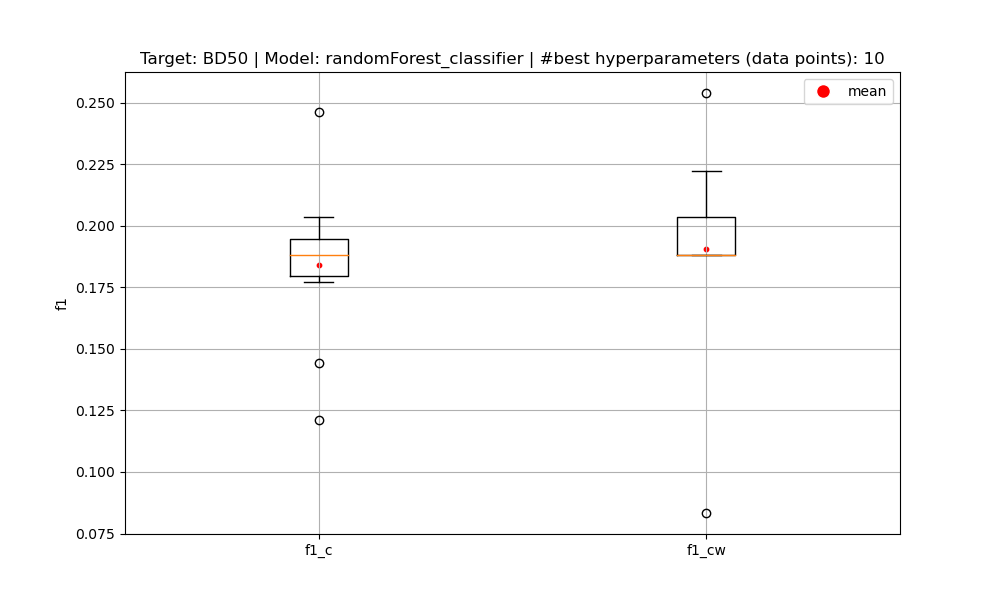 Target: BD50 | Model: randomForest_classifier | #best hyperparameters (data points): 10
mean
0.250
0.225
0.200
0.175
0.150
0.125
0.100
0.075
f1
f1_c
f1_cw